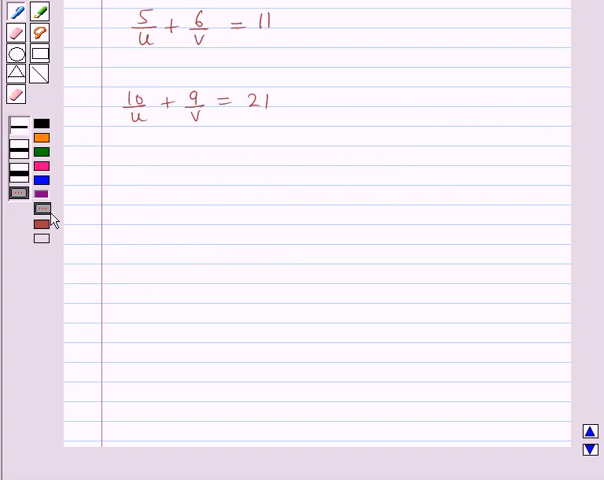 5/u + 6/v = 11
10/u + 9/v = 21